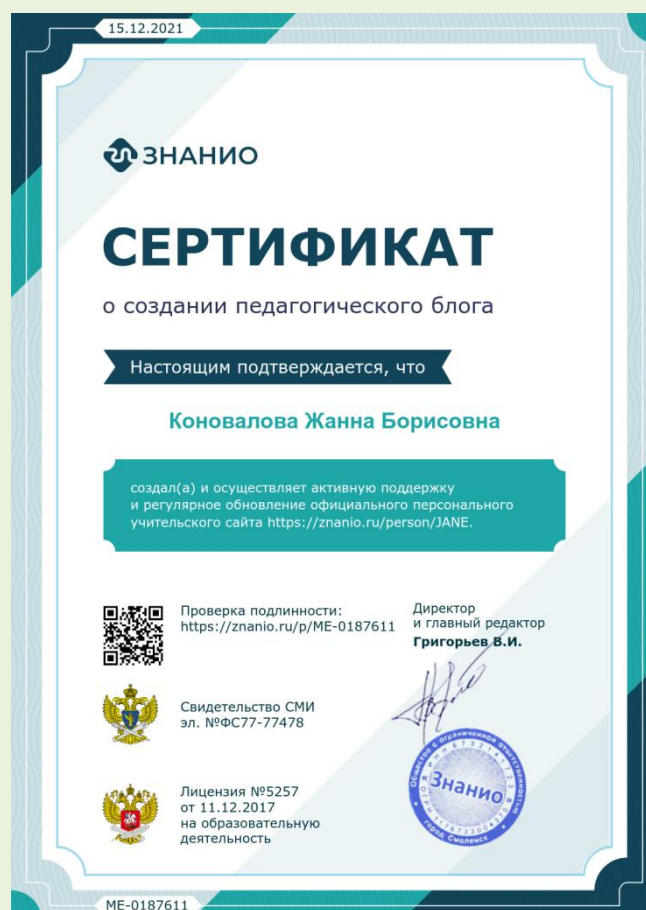 15.12.2021
ЗНАНИО
СЕРТИФИКАТ
о создании педагогического блога
Настоящим подтверждается, что
Коновалова Жанна Борисовна
создал(а) и осуществляет активную поддержку
и регулярное обновление официального персонального
учительского сайта https://znanio.ru/person/JANE.
Проверка подлинности:
https://znanio.ru/p/ME-0187611
Директор
и главный редактор
Григорьев В.И.
Свидетельство СМИ
эл. №ФС77-77478
Лицензия №5257
от 11.12.2017
на образовательную
деятельность
Общество с ограниченной ответственностью
Знанио
город Смоленск
ME-0187611